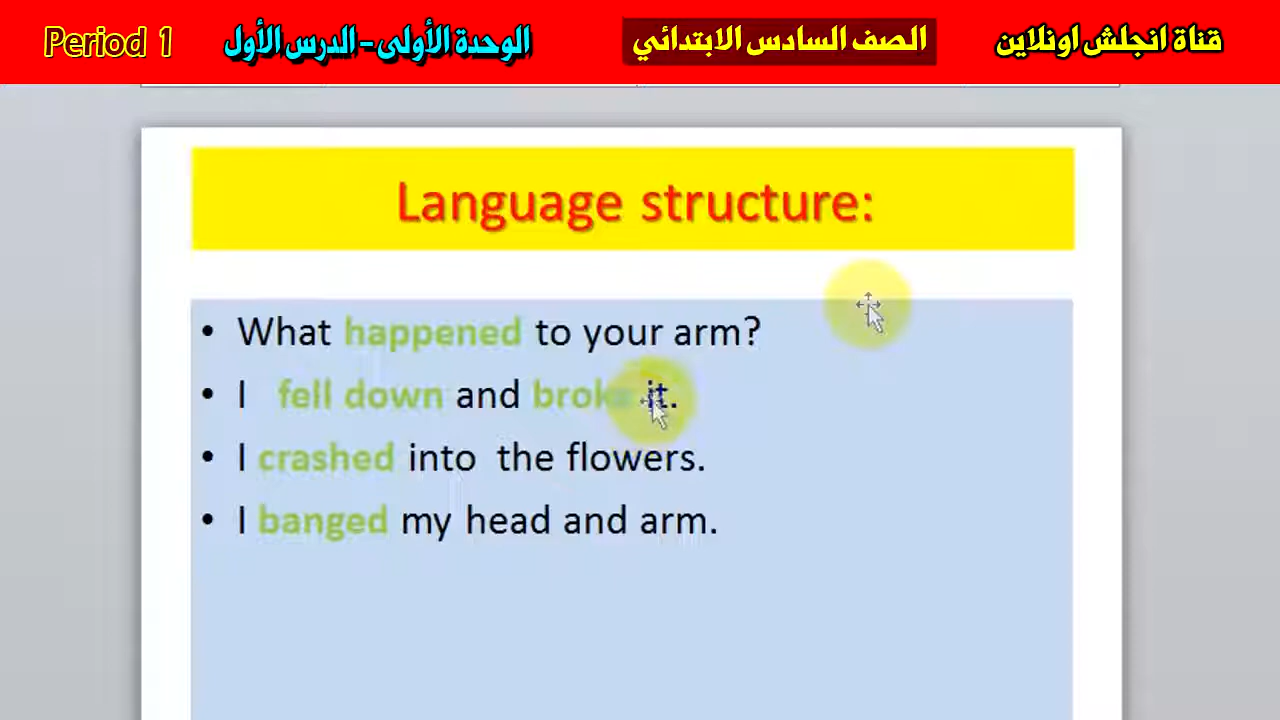 قناة انجلش اونلاين الصف السادس الابتدائي الوحدة الأولى - الدرس الأول Period 1
Language structure:
• What happened to your arm?
• I fell down and broke it.
• I crashed into the flowers.
• I banged my head and arm.